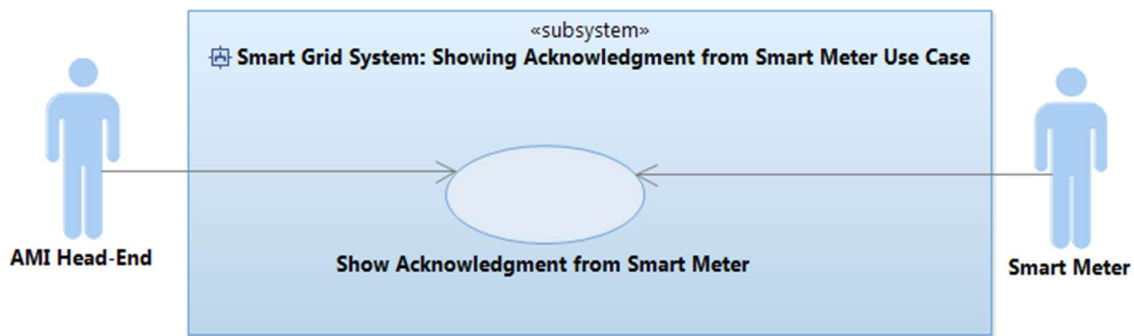 «subsystem»
Smart Grid System: Showing Acknowledgment from Smart Meter Use Case
AMI Head-End
Show Acknowledgment from Smart Meter
Smart Meter